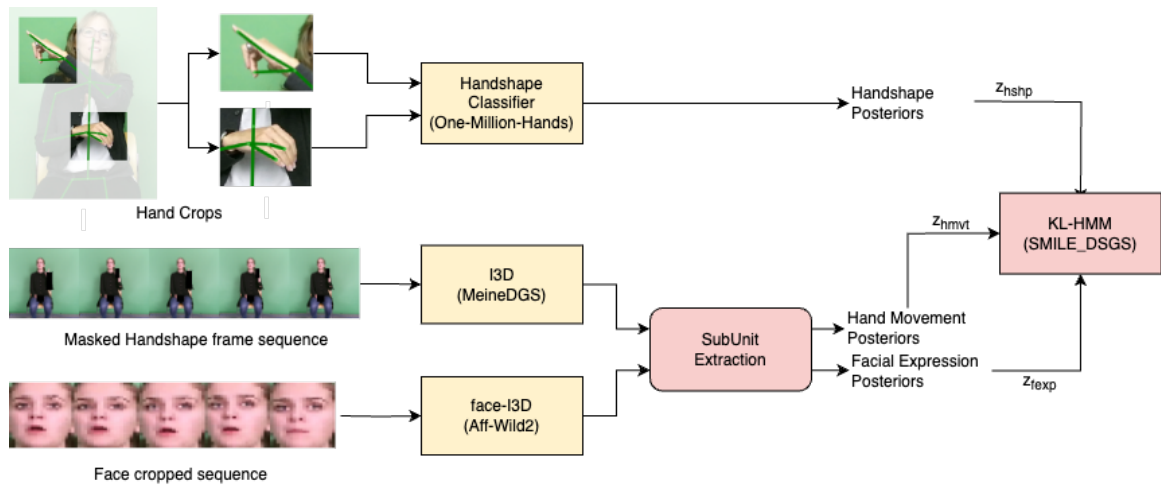 Hand Crops
Handshape
Classifier
(One-Million-Hands)
Handshape
Posteriors
z_hshp
KL-HMM
(SMILE_DSGS)
z_hmvt
Masked Handshape frame sequence
I3D
(MeineDGS)
SubUnit
Extraction
Hand Movement
Posteriors
Facial Expression
Posteriors
z_fexp
face-I3D
(Aff-Wild2)
Face cropped sequence